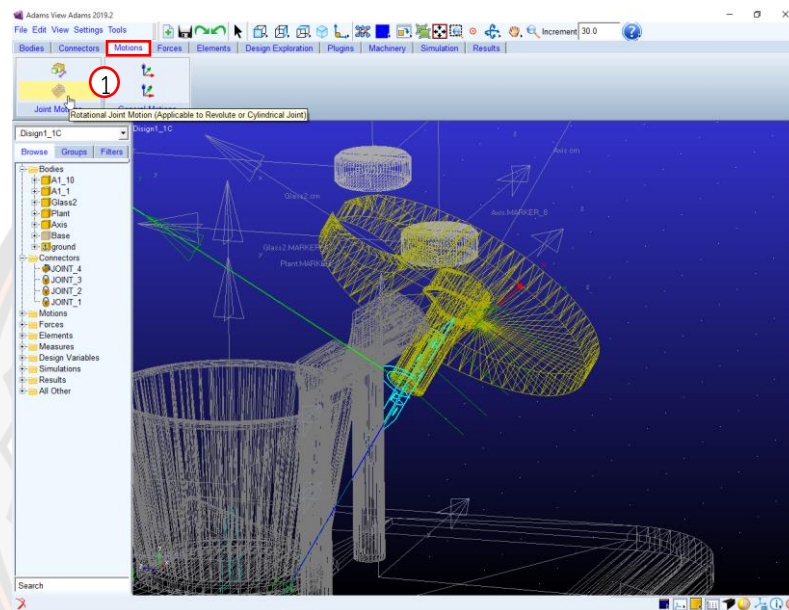 Adams View Adams 2019.2
File Edit View Settings Tools
Increment 30.0
Bodies Connectors Motions Forces Elements Design Exploration Plugins Machinery Simulation Results
1
Joint Motions General Motions
Rotational Joint Motion (Applicable to Revolute or Cylindrical Joint)
.Disign1_1C
Disign1_1C
Browse Groups Filters
Bodies
A1_10
A1_1
Glass2
Plant
Axis
Base
ground
Connectors
JOINT_4
JOINT_3
JOINT_2
JOINT_1
Motions
Forces
Elements
Measures
Design Variables
Simulations
Results
All Other
Axis.cm
Glass2.cm
Axis.MARKER_8
Glass2.MARKER
Plant.MARKER
Search